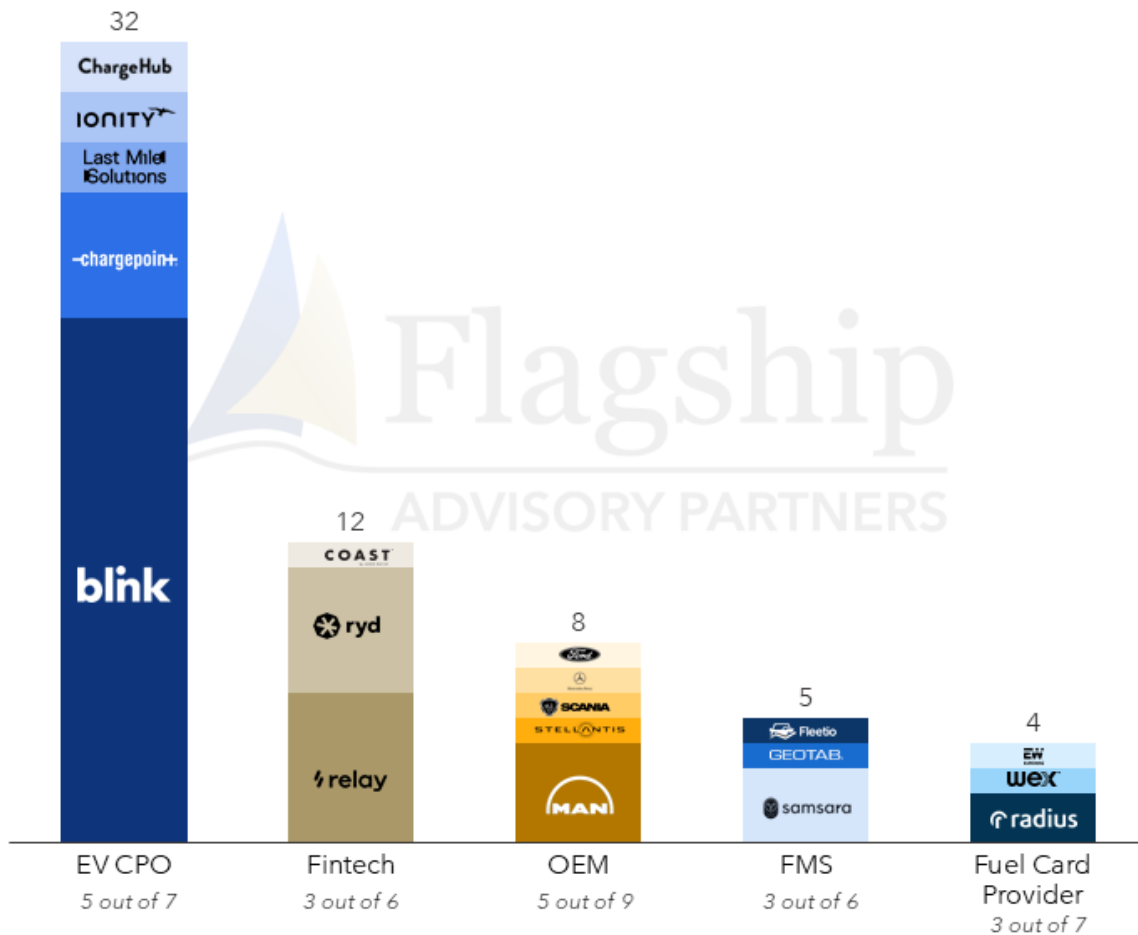 32
ChargeHub
IONITY
Last Mile
Solutions
chargepoin+
blink
Flagship
ADVISORY PARTNERS
12
COAST
ryd
relay
8
Ford
SCANIA
STELLANTIS
MAN
5
Fleetio
GEOTAB
samsara
4
EW
wex
radius
EV CPO
5 out of 7
Fintech
3 out of 6
OEM
5 out of 9
FMS
3 out of 6
Fuel Card
Provider
3 out of 7